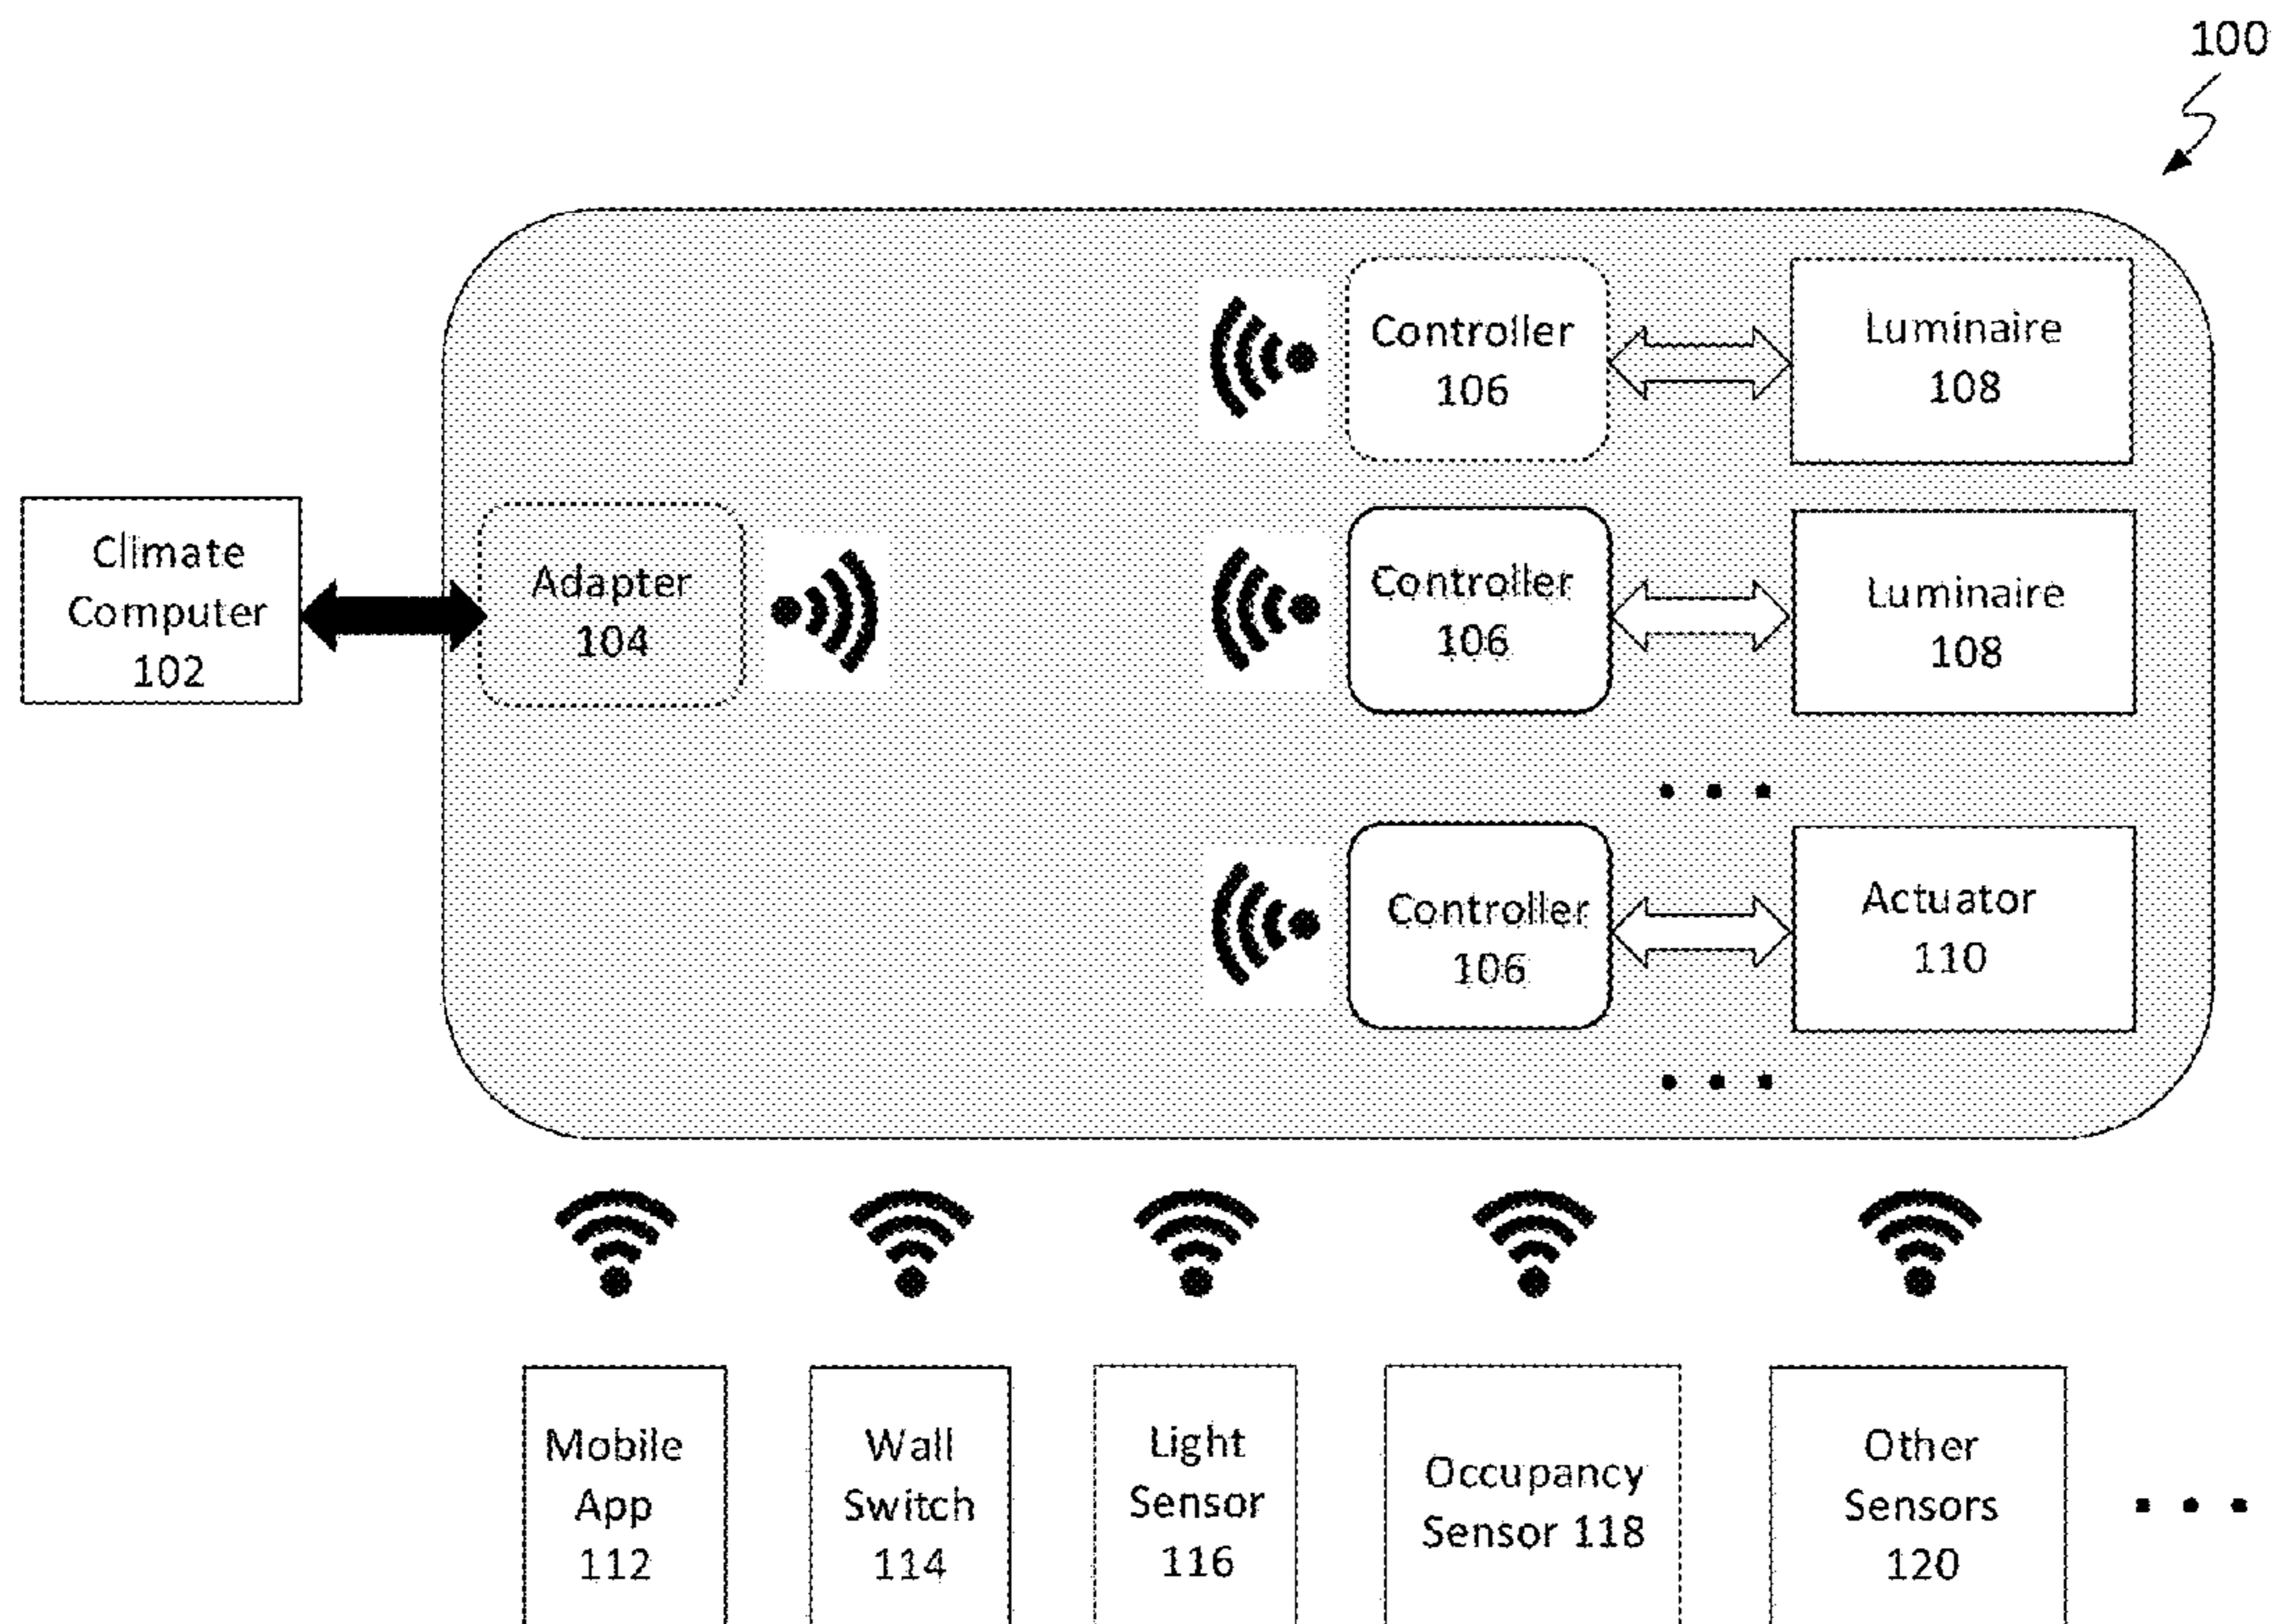 100
Controller
106
Luminaire
108
Climate
Computer
102
Adapter
104
Controller
106
Luminaire
108
. . .
Controller
106
Actuator
110
. . .
Mobile
App
112
Wall
Switch
114
Light
Sensor
116
Occupancy
Sensor 118
Other
Sensors
120
. . .